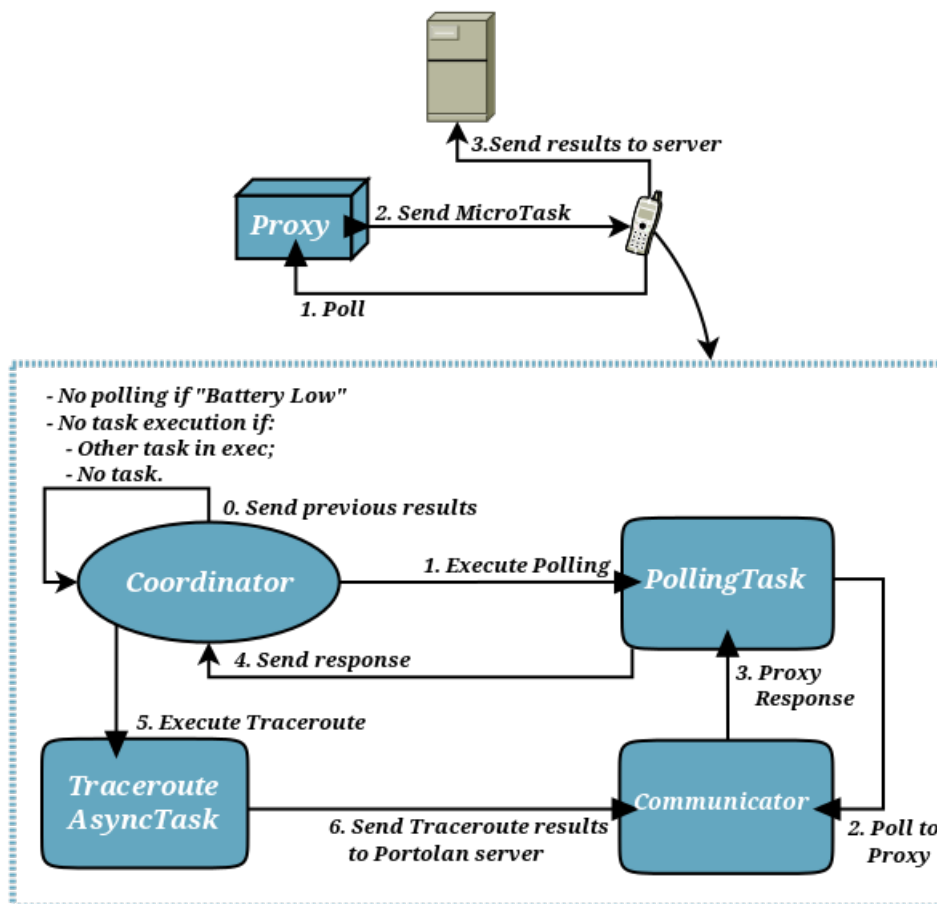 3.Send results to server
Proxy
2. Send MicroTask
1. Poll
- No polling if "Battery Low"
- No task execution if:
- Other task in exec;
- No task.
0. Send previous results
Coordinator
1. Execute Polling
PollingTask
4. Send response
3. Proxy
Response
5. Execute Traceroute
Traceroute
AsyncTask
Communicator
6. Send Traceroute results
to Portolan server
2. Poll to
Proxy